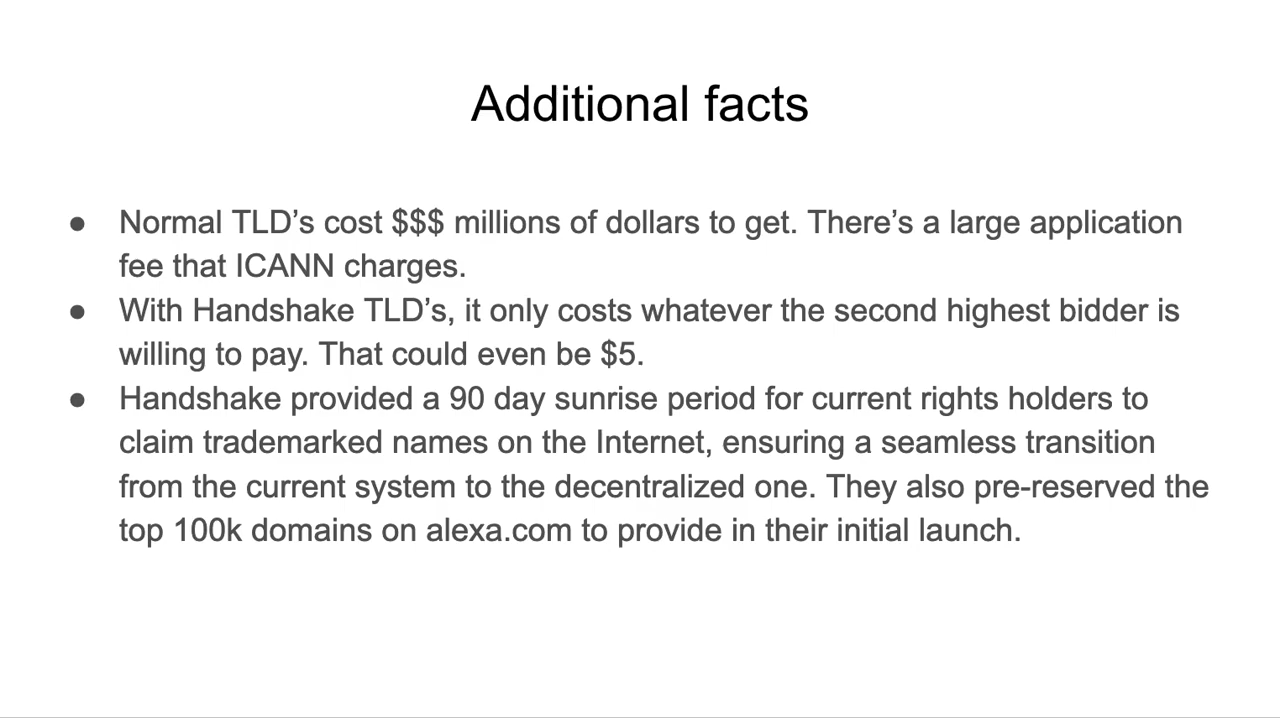 Additional facts
● Normal TLD’s cost $$$ millions of dollars to get. There’s a large application
fee that ICANN charges.
● With Handshake TLD’s, it only costs whatever the second highest bidder is
willing to pay. That could even be $5.
● Handshake provided a 90 day sunrise period for current rights holders to
claim trademarked names on the Internet, ensuring a seamless transition
from the current system to the decentralized one. They also pre-reserved the
top 100k domains on alexa.com to provide in their initial launch.